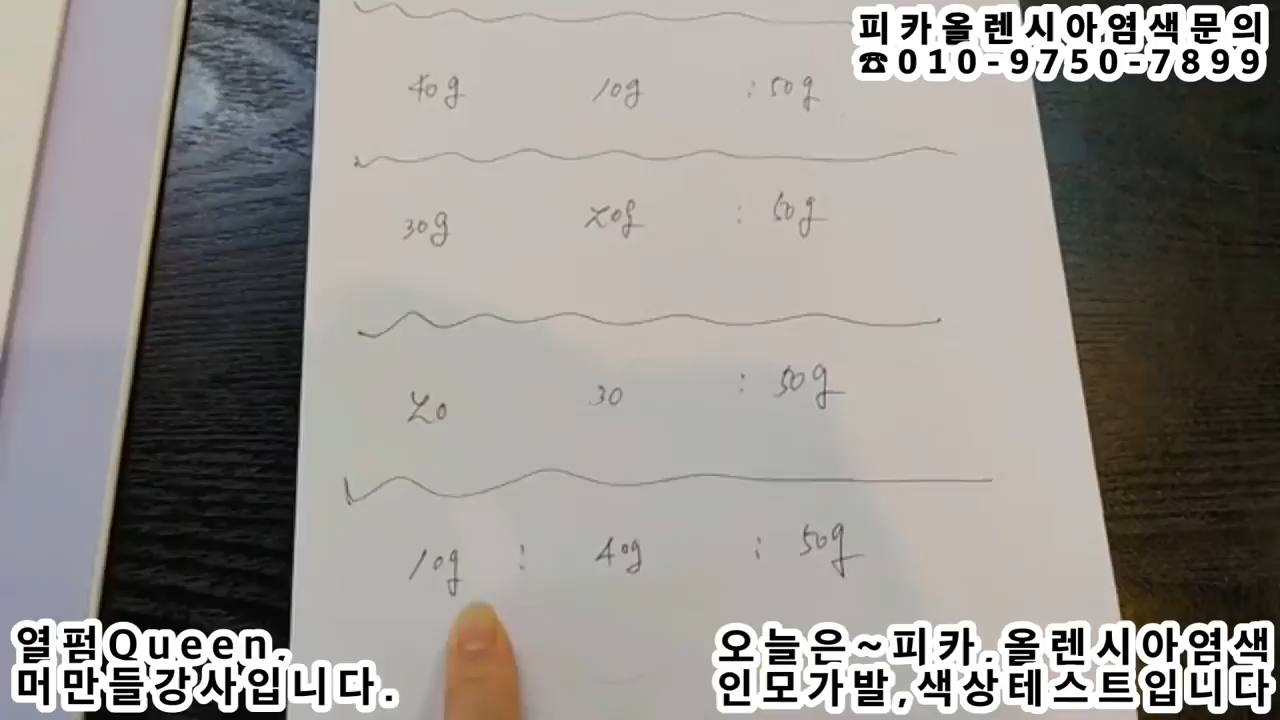 피카올렌시아염색문의
☎010-9750-7899
40g 10g : 50g
30g 20g : 50g
20 30 : 50g
10g : 40g : 50g
열펌Queen,
머만들강사입니다.
오늘은~피카.올렌시아염색
인모가발,색상테스트입니다